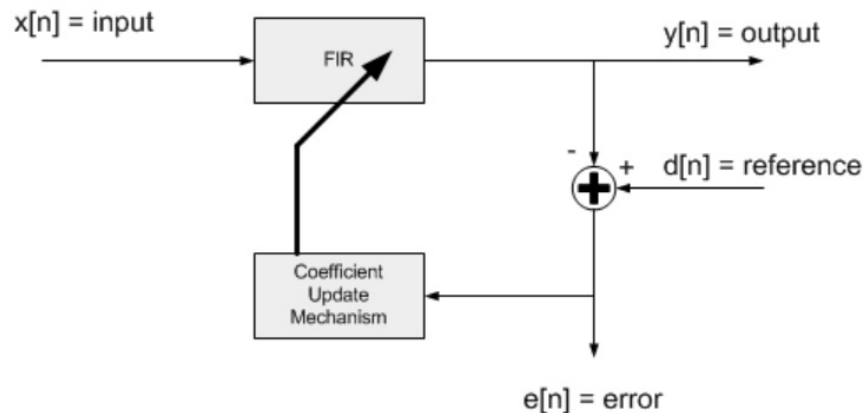 x[n] = input
FIR
y[n] = output
-
+
d[n] = reference
Coefficient
Update
Mechanism
e[n] = error